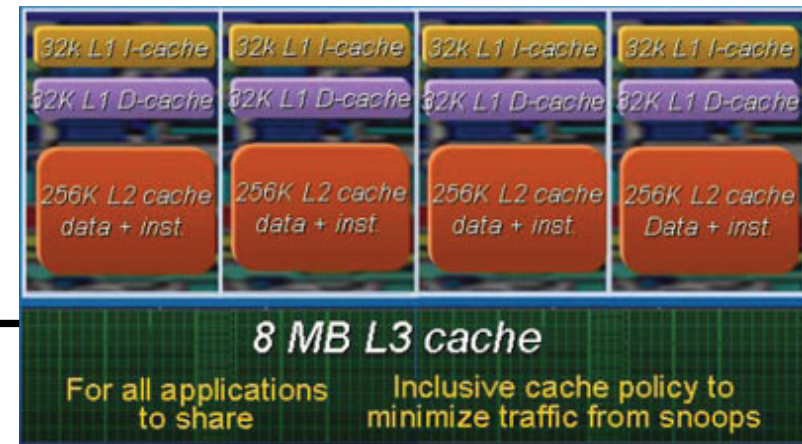 32k L1 I-cache
32k L1 I-cache
32k L1 I-cache
32k L1 I-cache
32K L1 D-cache
32K L1 D-cache
32K L1 D-cache
32K L1 D-cache
256K L2 cache
data + inst.
256K L2 cache
data + inst.
256K L2 cache
data + inst.
256K L2 cache
Data + inst.
8 MB L3 cache
For all applications
to share
Inclusive cache policy to
minimize traffic from snoops